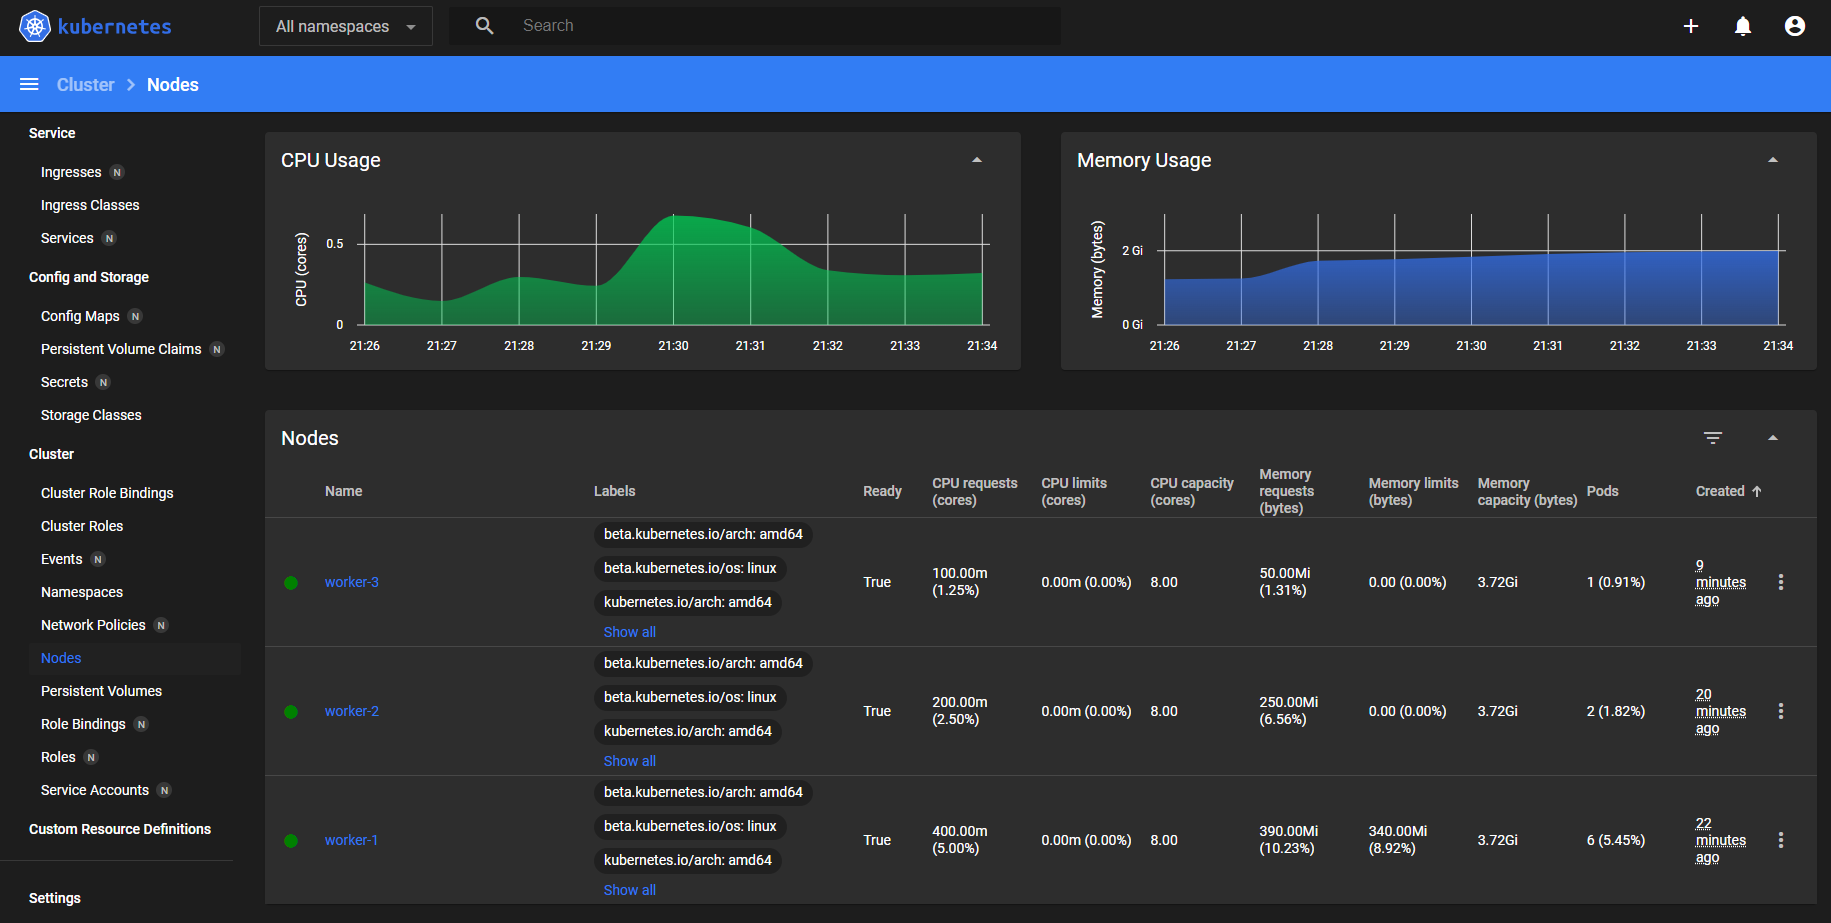 kubernetes
All namespaces
Search
Cluster
Nodes
Service
Ingresses N
Ingress Classes
Services N
Config and Storage
Config Maps N
Persistent Volume Claims N
Secrets N
Storage Classes
Cluster
Cluster Role Bindings
Cluster Roles
Events N
Namespaces
Network Policies N
Nodes
Persistent Volumes
Role Bindings N
Roles N
Service Accounts N
Custom Resource Definitions
Settings
CPU Usage
CPU (cores)
0.5
0
21:26 21:27 21:28 21:29 21:30 21:31 21:32 21:33 21:34
Memory Usage
Memory (bytes)
2 Gi
0 Gi
21:26 21:27 21:28 21:29 21:30 21:31 21:32 21:33 21:34
Nodes
Name
Labels
Ready
CPU requests
(cores)
CPU limits
(cores)
CPU capacity
(cores)
Memory
requests
(bytes)
Memory limits
(bytes)
Memory
capacity (bytes)
Pods
Created
worker-3
beta.kubernetes.io/arch: amd64
beta.kubernetes.io/os: linux
kubernetes.io/arch: amd64
Show all
True
100.00m
(1.25%)
0.00m (0.00%)
8.00
50.00Mi
(1.31%)
0.00 (0.00%)
3.72Gi
1 (0.91%)
9
minutes
ago
worker-2
beta.kubernetes.io/arch: amd64
beta.kubernetes.io/os: linux
kubernetes.io/arch: amd64
Show all
True
200.00m
(2.50%)
0.00m (0.00%)
8.00
250.00Mi
(6.56%)
0.00 (0.00%)
3.72Gi
2 (1.82%)
20
minutes
ago
worker-1
beta.kubernetes.io/arch: amd64
beta.kubernetes.io/os: linux
kubernetes.io/arch: amd64
Show all
True
400.00m
(5.00%)
0.00m (0.00%)
8.00
390.00Mi
(10.23%)
340.00Mi
(8.92%)
3.72Gi
6 (5.45%)
22
minutes
ago